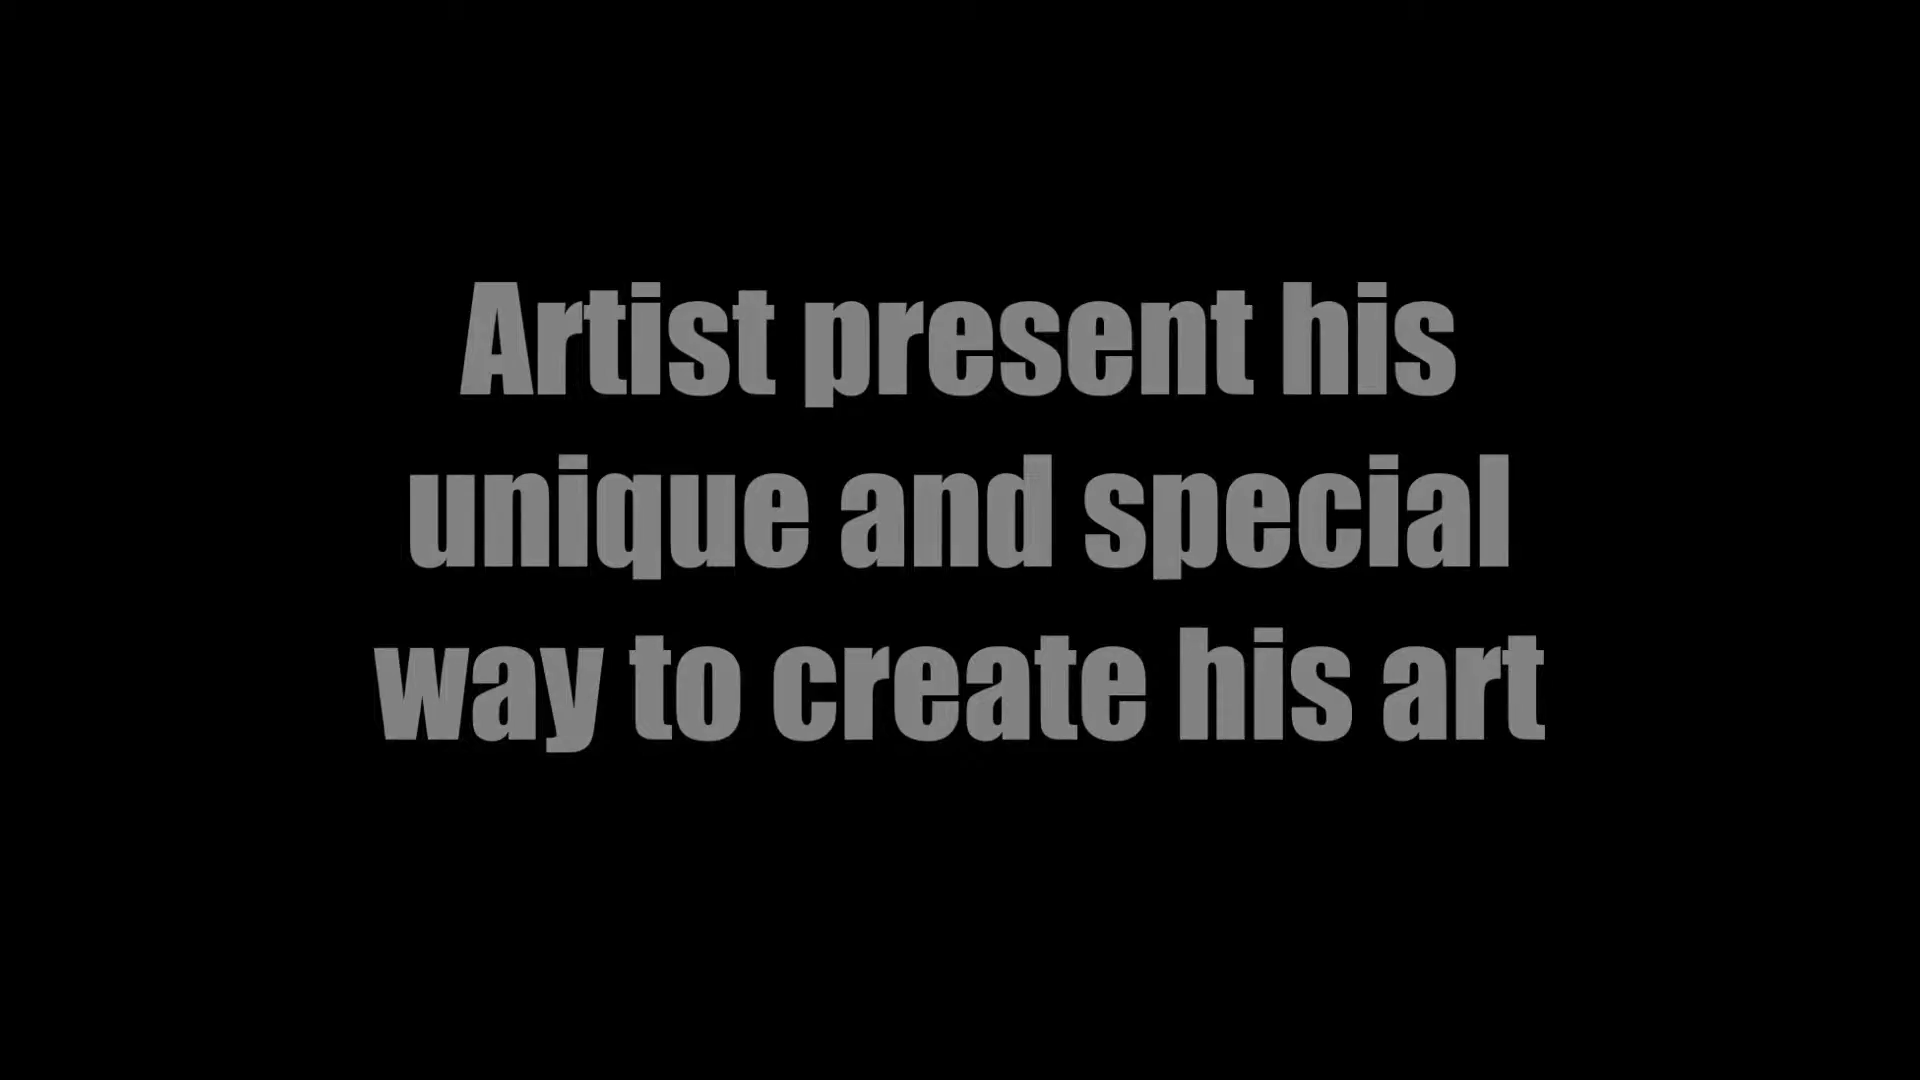 Artist present his
unique and special
way to create his art